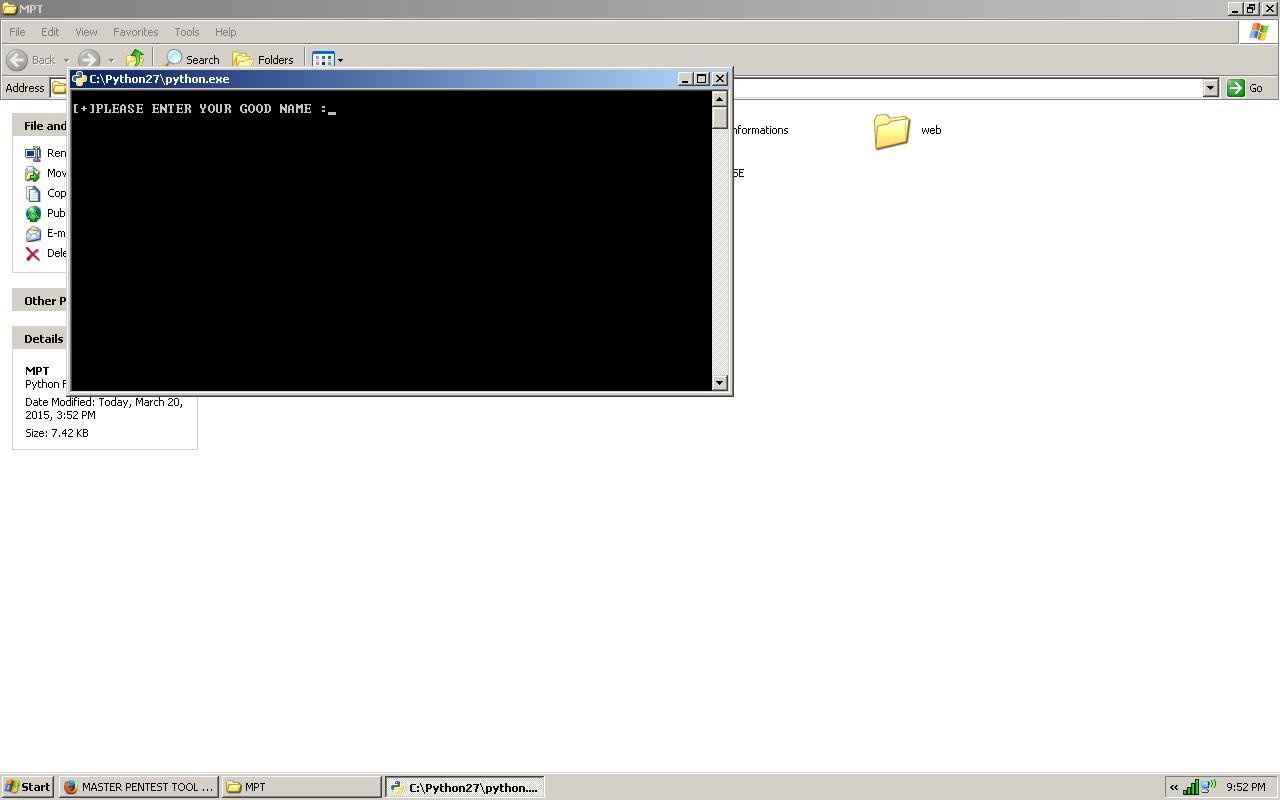 MPT
File Edit View Favorites Tools Help
Back Search Folders
Address Go
C:\Python27\python.exe
[+]PLEASE ENTER YOUR GOOD NAME :_
File and
Ren
Mov
Cop
Pub
E-m
Dele
Other P
Details
MPT
Python F
Date Modified: Today, March 20,
2015, 3:52 PM
Size: 7.42 KB
nformations
web
SE
Start MASTER PENTEST TOOL ... MPT C:\Python27\python.... « 9:52 PM